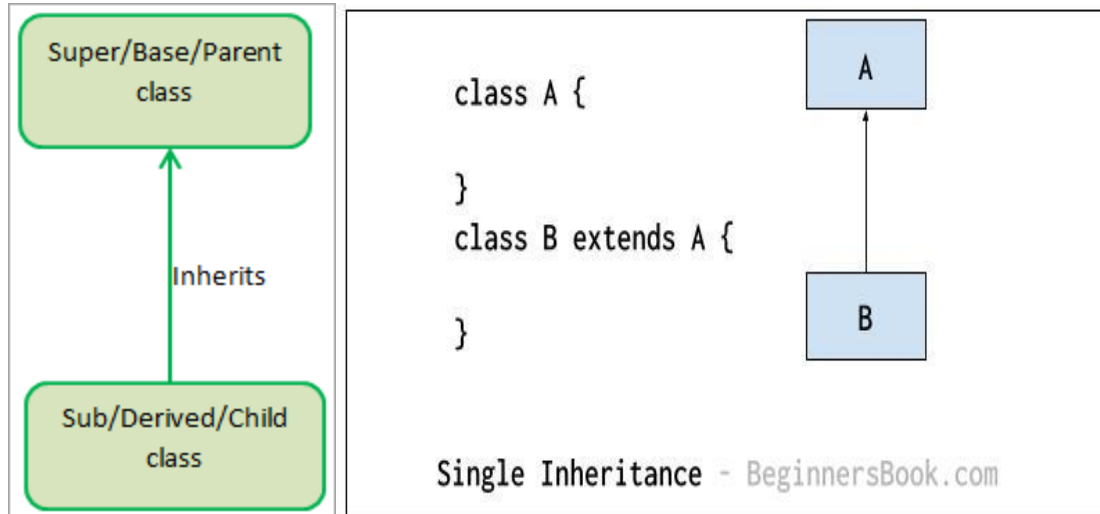 Super/Base/Parent
class
Inherits
Sub/Derived/Child
class
class A {
}
class B extends A {
}
A
B
Single Inheritance - BeginnersBook.com